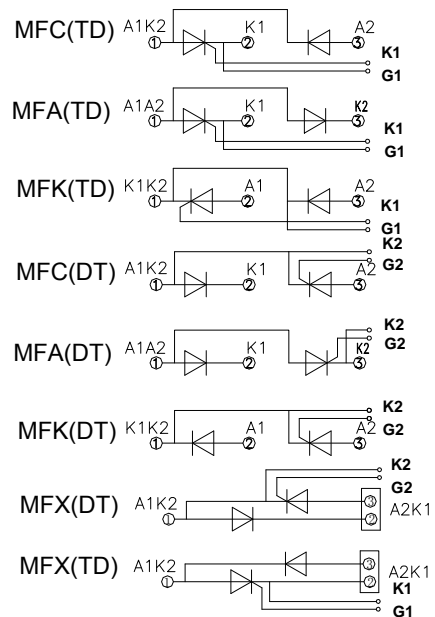 MFC(TD) A1K2 K1 A2
① ② ③
K1
G1
MFA(TD) A1A2 K1 K2
① ② ③
K1
G1
MFK(TD) K1K2 A1 A2
① ② ③
K1
G1
K2
MFC(DT) A1K2 K1 G2
A2
① ② ③
MFA(DT) A1A2 K1 K2
G2
K2
① ② ③
MFK(DT) K1K2 A1 K2
G2
A2
① ② ③
K2
G2
MFX(DT) A1K2 ③ A2K1
① ②
MFX(TD) A1K2 ③ A2K1
① ②
K1
G1